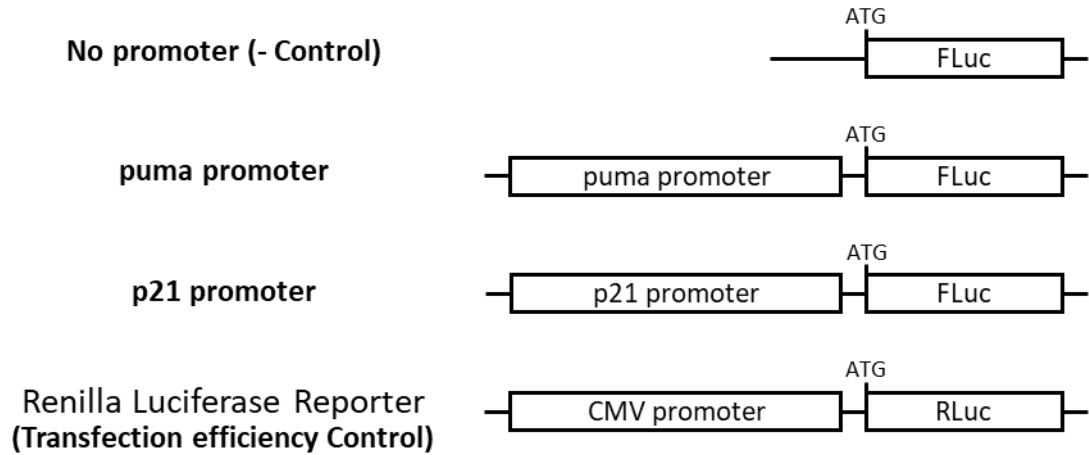 ATG
No promoter (- Control)
FLuc
ATG
puma promoter
puma promoter
FLuc
ATG
p21 promoter
p21 promoter
FLuc
ATG
Renilla Luciferase Reporter
(Transfection efficiency Control)
CMV promoter
RLuc